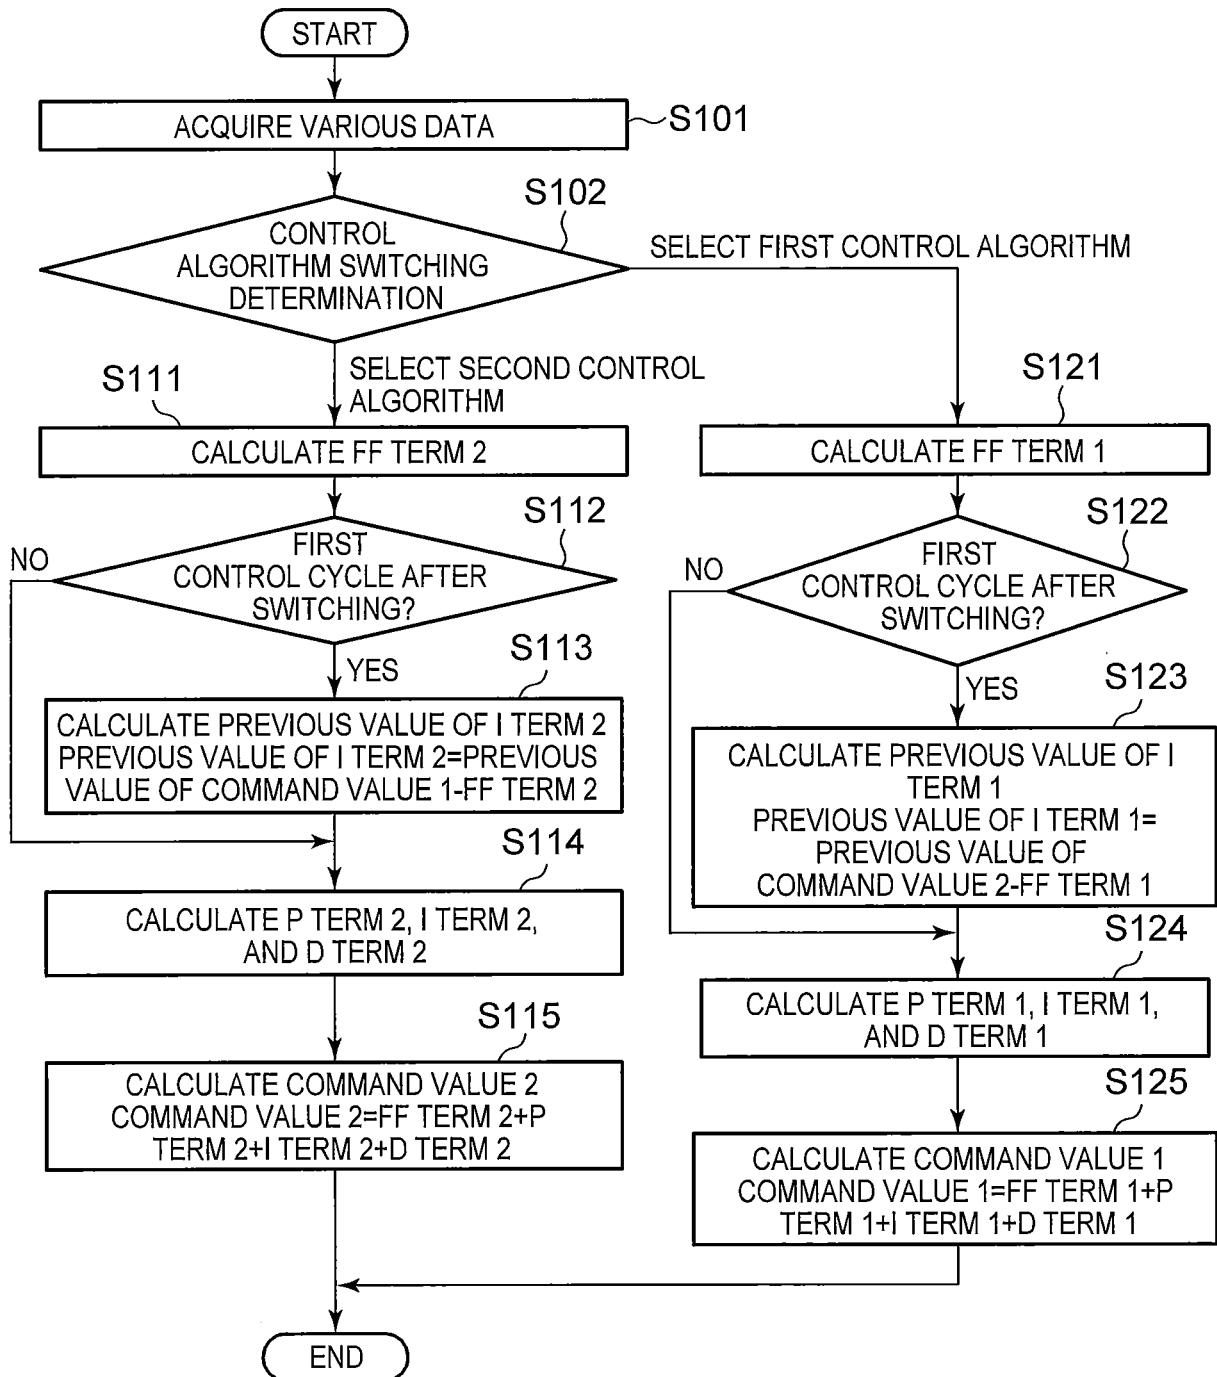 START
ACQUIRE VARIOUS DATA
S101
S102
CONTROL
ALGORITHM SWITCHING
DETERMINATION
SELECT FIRST CONTROL ALGORITHM
SELECT SECOND CONTROL
ALGORITHM
S111
CALCULATE FF TERM 2
S112
FIRST
CONTROL CYCLE AFTER
SWITCHING?
NO
YES
S113
CALCULATE PREVIOUS VALUE OF I TERM 2
PREVIOUS VALUE OF I TERM 2=PREVIOUS
VALUE OF COMMAND VALUE 1-FF TERM 2
S114
CALCULATE P TERM 2, I TERM 2,
AND D TERM 2
S115
CALCULATE COMMAND VALUE 2
COMMAND VALUE 2=FF TERM 2+P
TERM 2+I TERM 2+D TERM 2
S121
CALCULATE FF TERM 1
S122
FIRST
CONTROL CYCLE AFTER
SWITCHING?
NO
YES
S123
CALCULATE PREVIOUS VALUE OF I
TERM 1
PREVIOUS VALUE OF I TERM 1=
PREVIOUS VALUE OF
COMMAND VALUE 2-FF TERM 1
S124
CALCULATE P TERM 1, I TERM 1,
AND D TERM 1
S125
CALCULATE COMMAND VALUE 1
COMMAND VALUE 1=FF TERM 1+P
TERM 1+I TERM 1+D TERM 1
END